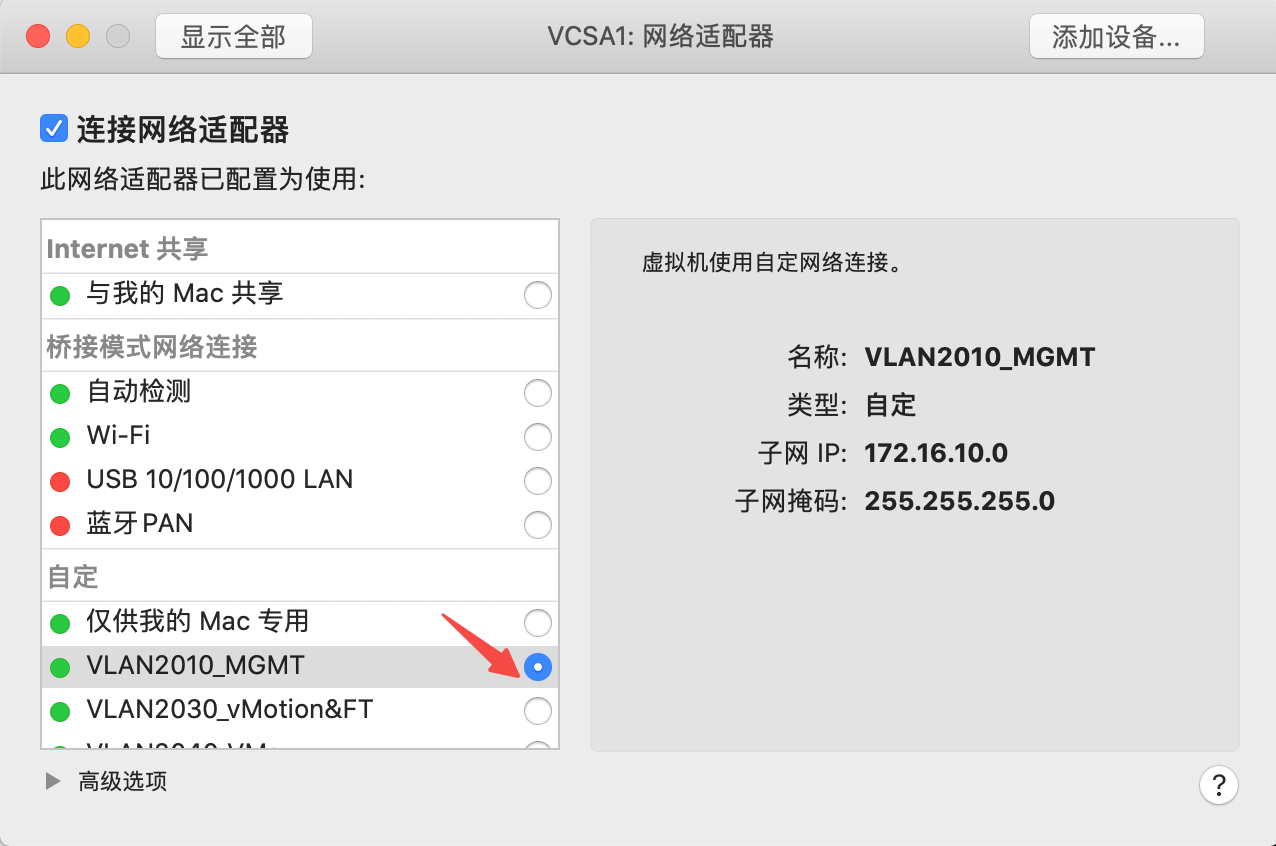 显示全部
VCSA1: 网络适配器
添加设备...
连接网络适配器
此网络适配器已配置为使用:
Internet 共享
与我的 Mac 共享
桥接模式网络连接
自动检测
Wi-Fi
USB 10/100/1000 LAN
蓝牙 PAN
自定
仅供我的 Mac 专用
VLAN2010_MGMT
VLAN2030_vMotion&FT
虚拟机使用自定网络连接。
名称: VLAN2010_MGMT
类型: 自定
子网 IP: 172.16.10.0
子网掩码: 255.255.255.0
高级选项
?